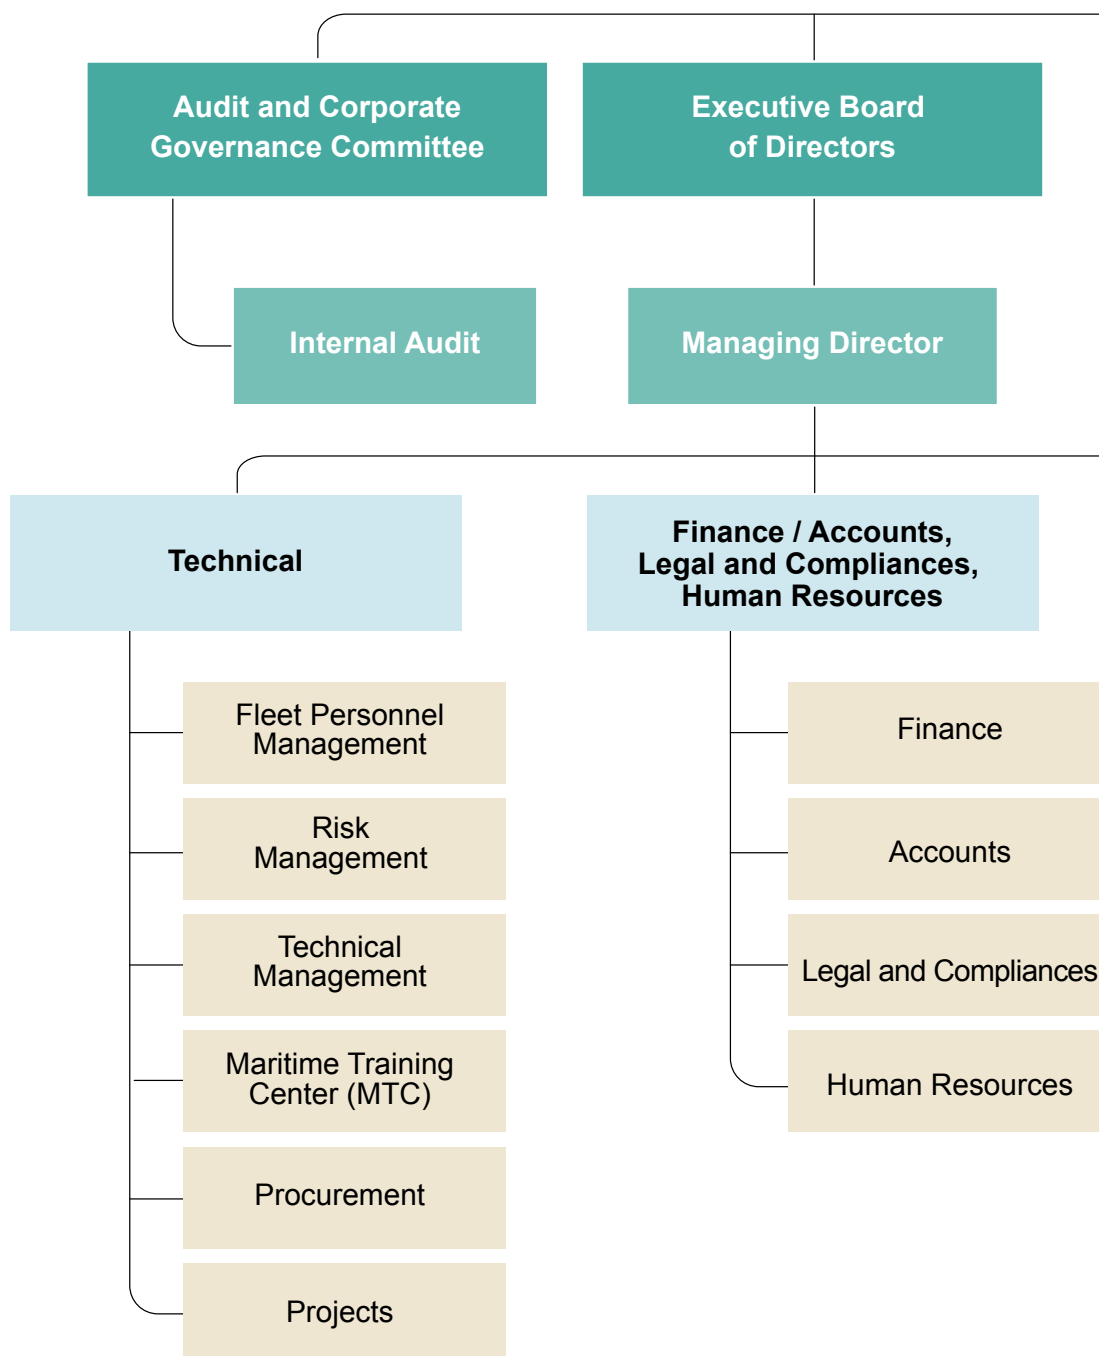 Audit and Corporate
Governance Committee
Executive Board
of Directors
Internal Audit
Managing Director
Technical
Finance / Accounts,
Legal and Compliances,
Human Resources
Fleet Personnel
Management
Risk
Management
Technical
Management
Maritime Training
Center (MTC)
Procurement
Projects
Finance
Accounts
Legal and Compliances
Human Resources